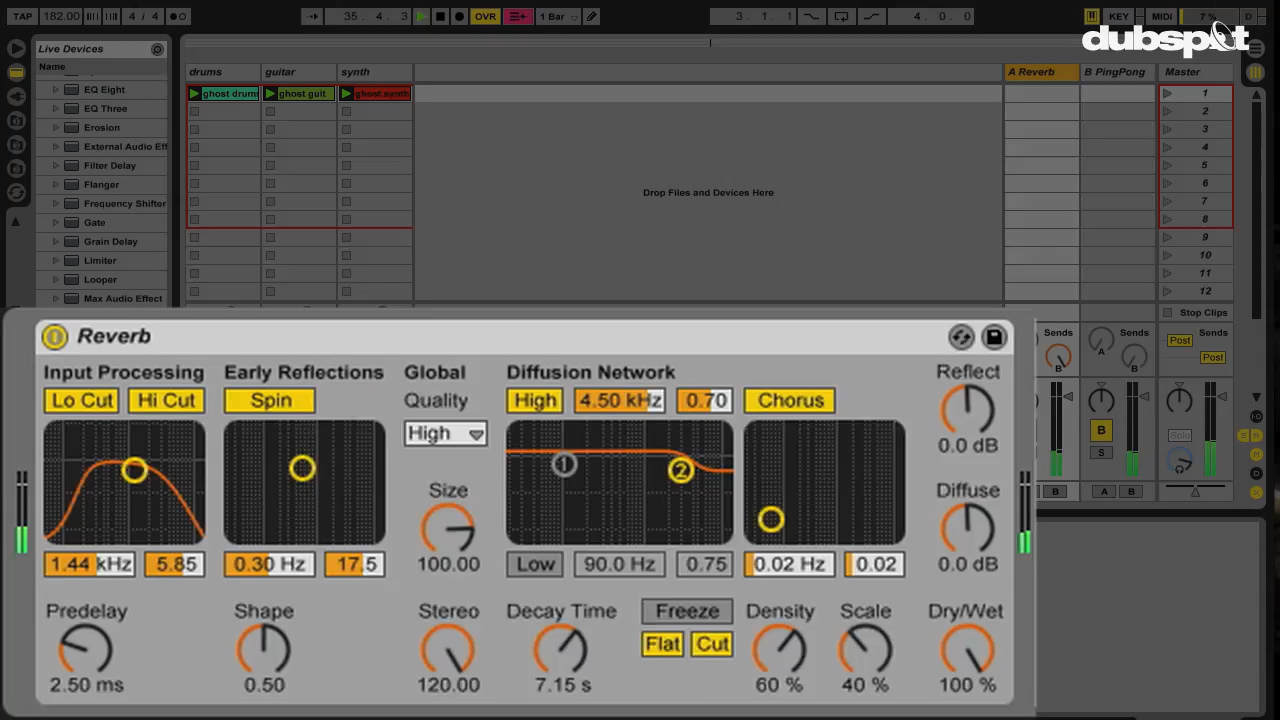 TAP 182.00 4 / 4 35. 4. 3 OVR 1 Bar 3. 1. 1 4. 0. 0 KEY MIDI 7 % D
dubspot
Live Devices
Name
EQ Eight
EQ Three
Erosion
External Audio Eff
Filter Delay
Flanger
Frequency Shifter
Gate
Grain Delay
Limiter
Looper
Max Audio Effect
drums guitar synth A Reverb B PingPong Master
ghost drum ghost guit ghost synth 1
2
3
4
5
Drop Files and Devices Here
6
7
8
9
10
11
12
Stop Clips
Sends Sends Sends
A B A B Post
Post
B S Solo
B A B
Reverb
Input Processing Early Reflections Global Diffusion Network Reflect
Lo Cut Hi Cut Spin Quality High 4.50 kHz 0.70 Chorus
High
0.0 dB
1 2
Size Diffuse
100.00 0.0 dB
1.44 kHz 5.85 0.30 Hz 17.5 Low 90.0 Hz 0.75 0.02 Hz 0.02
Predelay Shape Stereo Decay Time Freeze Density Scale Dry/Wet
Flat Cut
2.50 ms 0.50 120.00 7.15 s 60 % 40 % 100 %